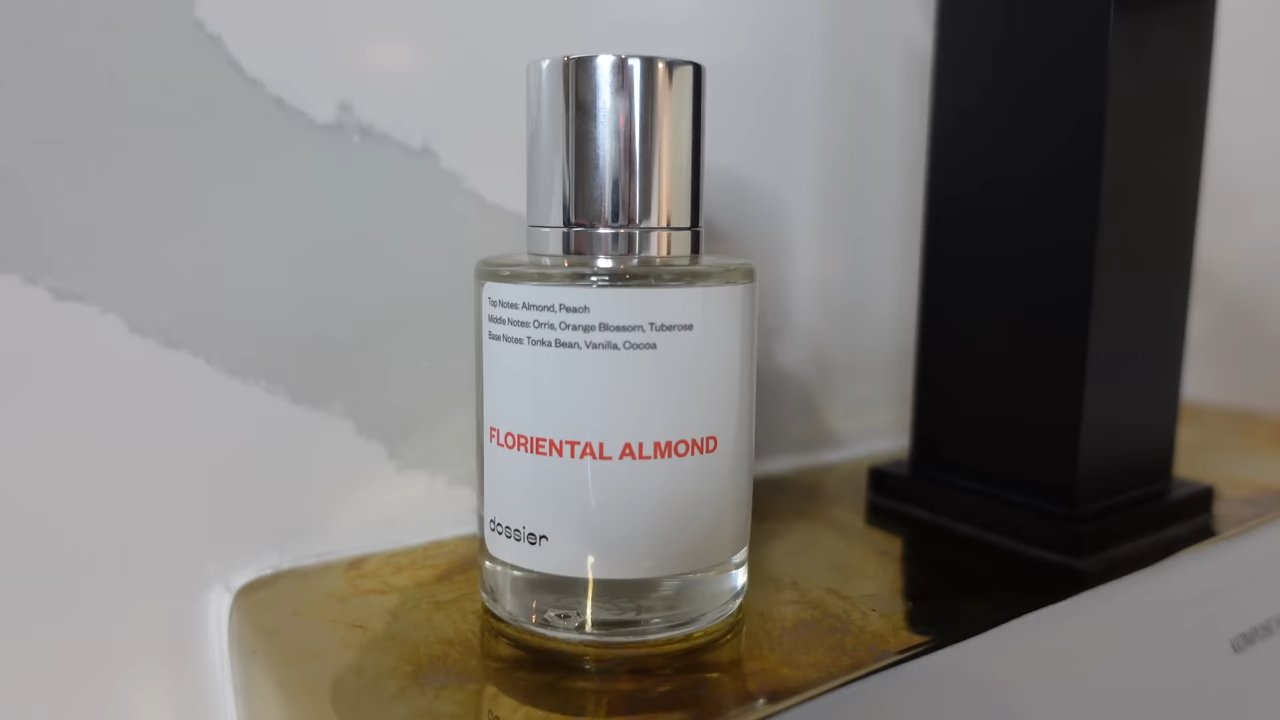 Top Notes: Almond, Peach
Middle Notes: Orris, Orange Blossom, Tuberose
Base Notes: Tonka Bean, Vanilla, Cocoa
FLORIENTAL ALMOND
dossier